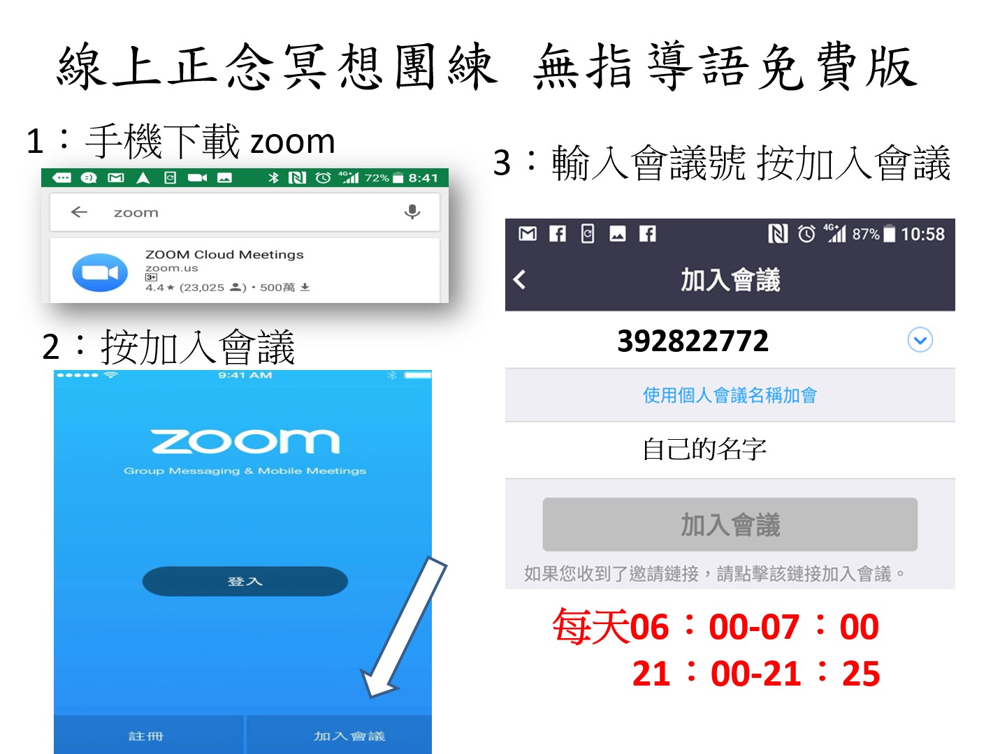 線上正念冥想團練 無指導語免費版
1：手機下載 zoom
4G+ 72% 8:41
zoom
ZOOM Cloud Meetings
zoom.us
3+
4.4★ (23,025 ) • 500萬
2：按加入會議
9:41 AM
zoom
Group Messaging & Mobile Meetings
登入
註冊
加入會議
3：輸入會議號 按加入會議
4G+ 87% 10:58
加入會議
392822772
使用個人會議名稱加會
自己的名字
加入會議
如果您收到了邀請鏈接，請點擊該鏈接加入會議。
每天06：00-07：00
21：00-21：25